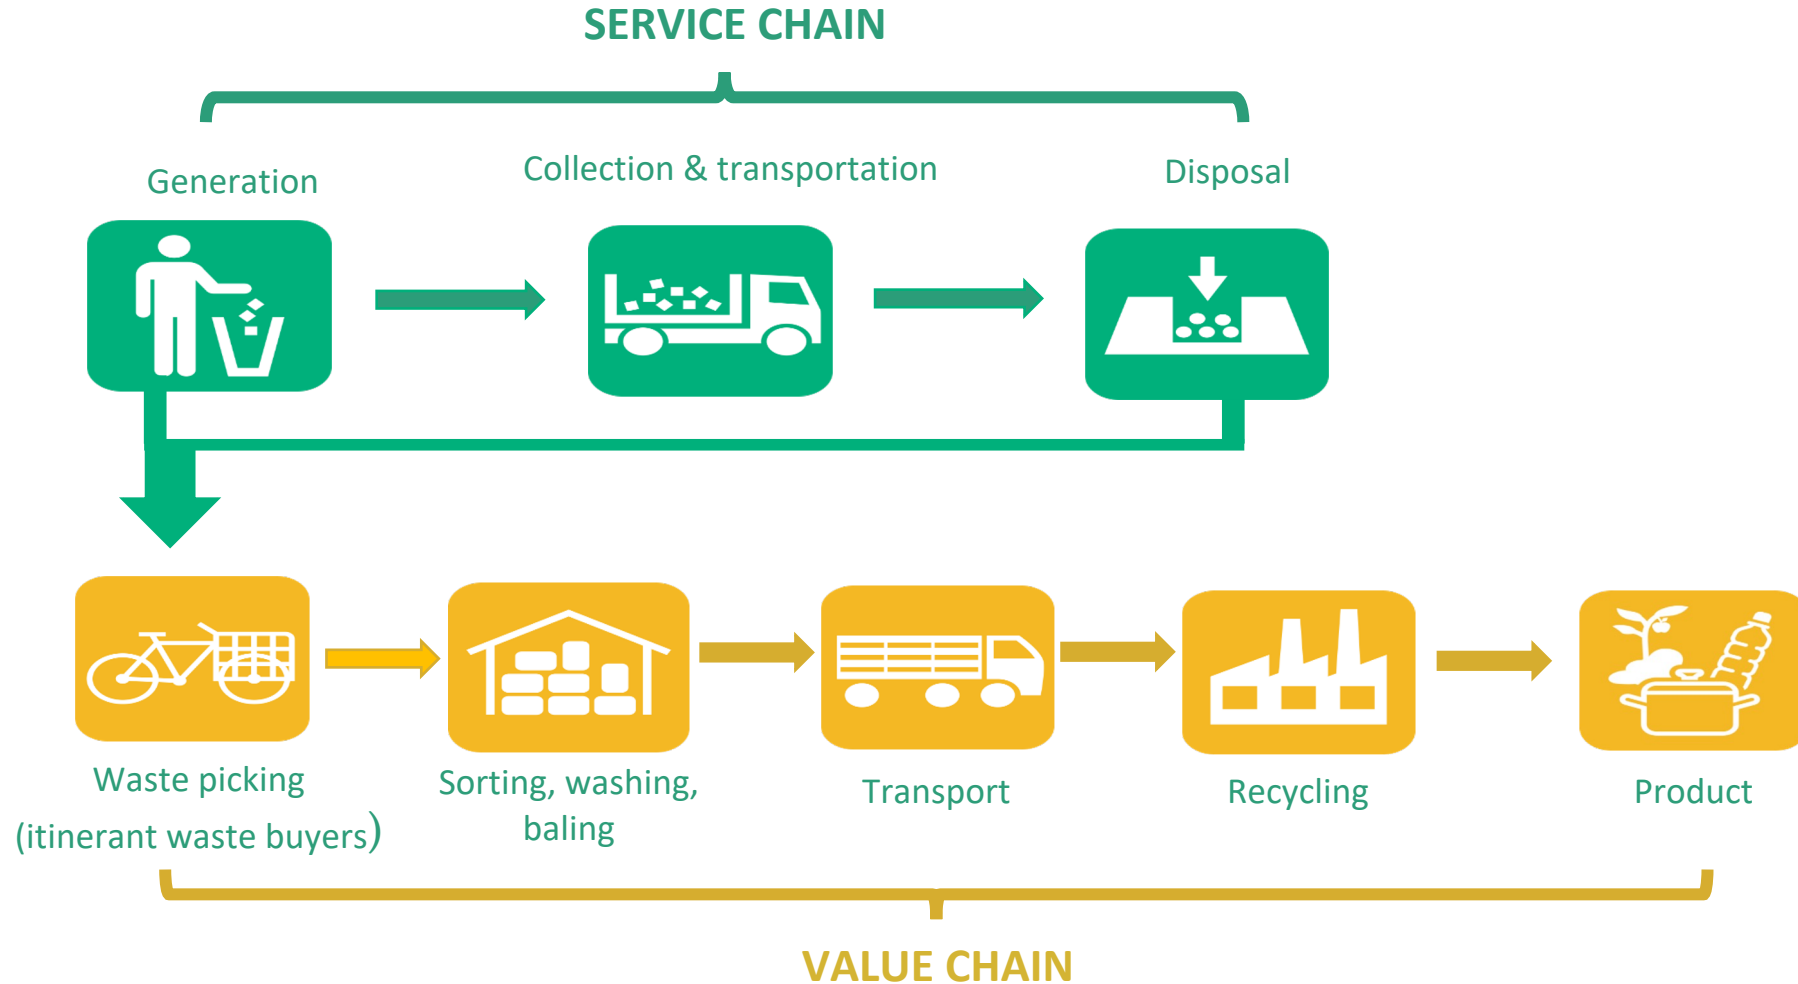 SERVICE CHAIN
Generation
Collection & transportation
Disposal
Waste picking
(itinerant waste buyers)
Sorting, washing,
baling
Transport
Recycling
Product
VALUE CHAIN